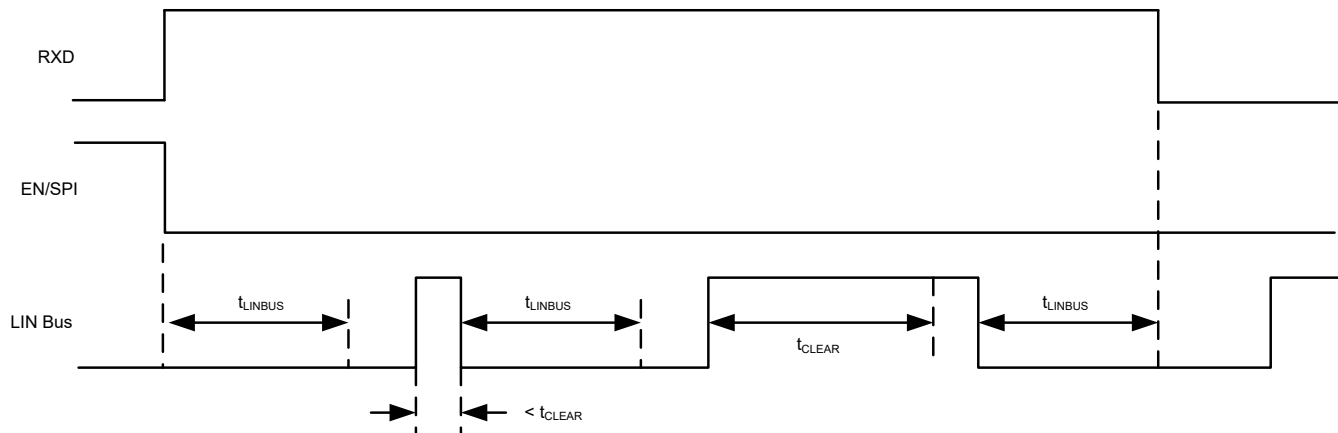 RXD
EN/SPI
LIN Bus
tLINBUS
tLINBUS
tCLEAR
tLINBUS
< tCLEAR